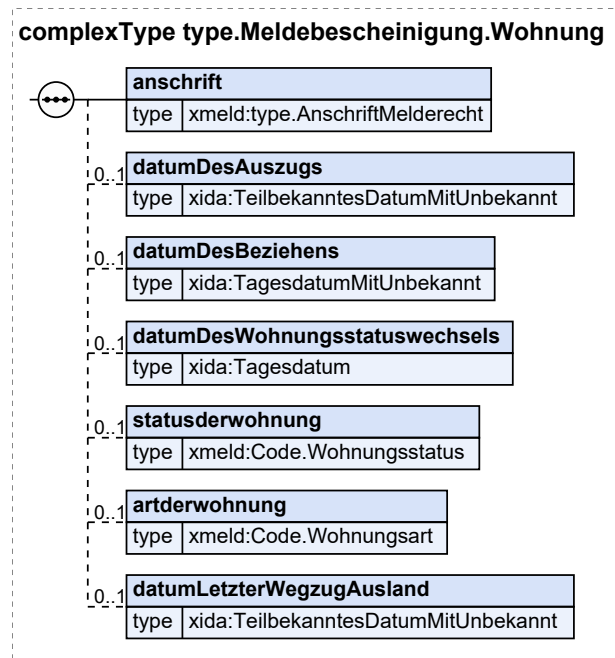 complexType type.Meldebescheinigung.Wohnung
anschrift
type xmeld:type.AnschriftMelderecht
0..1 datumDesAuszugs
type xida:TeilbekanntesDatumMitUnbekannt
0..1 datumDesBeziehens
type xida:TagesdatumMitUnbekannt
0..1 datumDesWohnungsstatuswechsels
type xida:Tagesdatum
0..1 statusderwohnung
type xmeld:Code.Wohnungsstatus
0..1 artderwohnung
type xmeld:Code.Wohnungsart
0..1 datumLetzterWegzugAusland
type xida:TeilbekanntesDatumMitUnbekannt